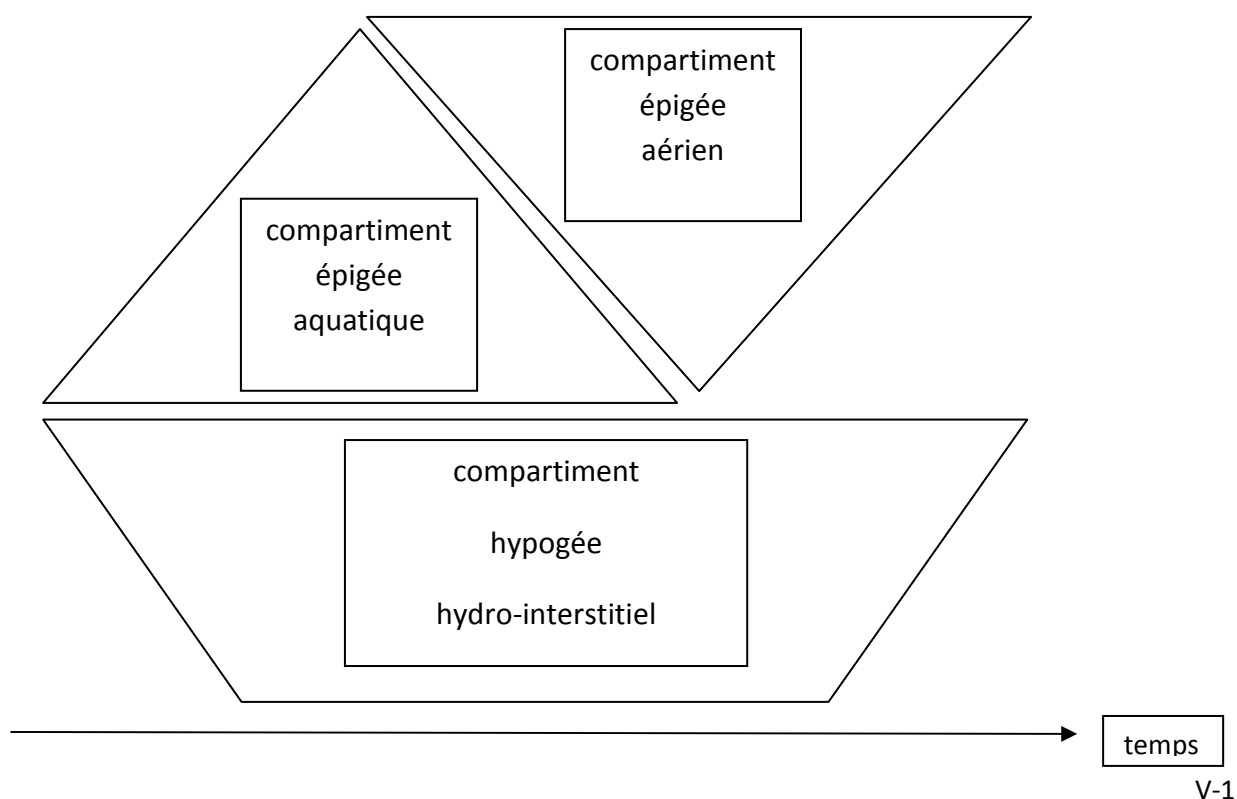 compartiment
épigée
aérien
compartiment
épigée
aquatique
compartiment
hypogée
hydro-interstitiel
temps
V-1